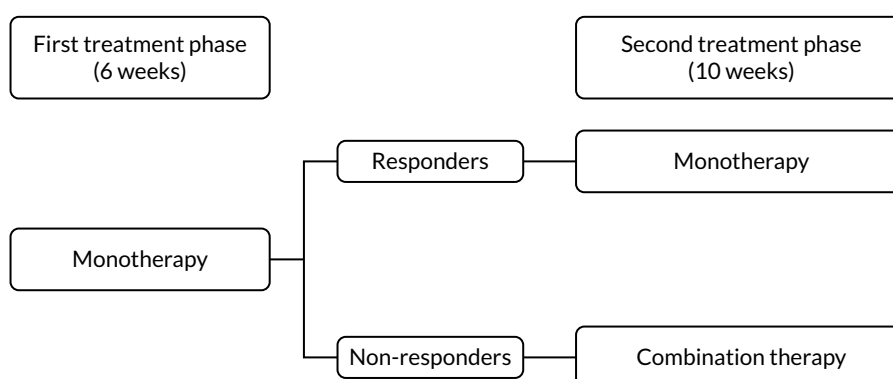 First treatment phase
(6 weeks)
Second treatment phase
(10 weeks)
Responders
Monotherapy
Monotherapy
Non-responders
Combination therapy